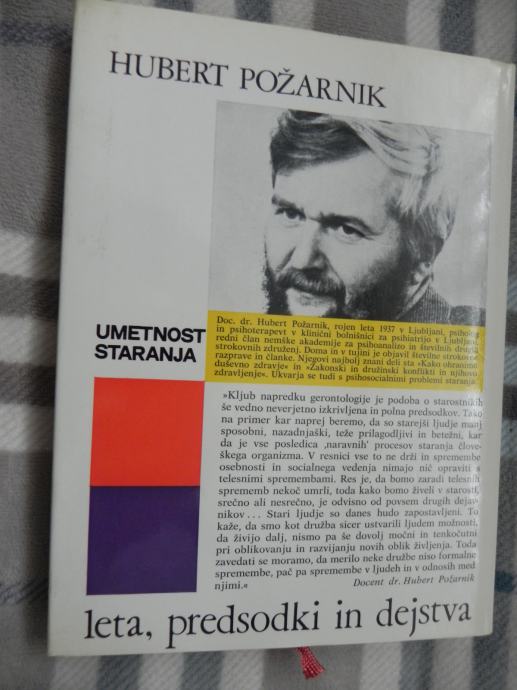 HUBERT POŽARNIK
UMETNOST
STARANJA
Doc. dr. Hubert Požarnik, rojen leta 1937 v Ljubljani, psiholog
in psihoterapevt v klinični bolnišnici za psihiatrijo v Ljubljani,
redni član nemške akademije za psihoanalizo in številnih drugih
strokovnih združenj. Doma in v tujini je objavil številne strokovne
razprave in članke. Njegovi najbolj znani deli sta »Kako ohranimo
duševno zdravje« in »Zakonski in družinski konflikti in njihovo
zdravljenje«. Ukvarja se tudi s psihosocialnimi problemi staranja.
»Kljub napredku gerontologije je podoba o starostnikih
še vedno neverjetno izkrivljena in polna predsodkov. Tako
na primer kar naprej beremo, da so starejši ljudje manj
sposobni, nazadnjaški, teže prilagodljivi in betežni, kar
da je vse posledica ‚naravnih‘ procesov staranja člove-
škega organizma. V resnici vse to ne drži in spremembe
osebnosti in socialnega vedenja nimajo nič opraviti s
telesnimi spremembami. Res je, da bomo zaradi telesnih
sprememb nekoč umrli, toda kako bomo živeli v starosti,
srečno ali nesrečno, je odvisno od povsem drugih dejav-
nikov... Stari ljudje so danes hudo zapostavljeni. To
kaže, da smo kot družba sicer ustvarili ljudem možnosti,
da živijo dalj, nismo pa še dovolj močni in tenkočutni
pri oblikovanju in razvijanju novih oblik življenja. Toda
zavedati se moramo, da merilo neke družbe niso formalne
spremembe, pač pa spremembe v ljudeh in v odnosih med
njimi.« Docent dr. Hubert Požarnik
leta, predsodki in dejstva